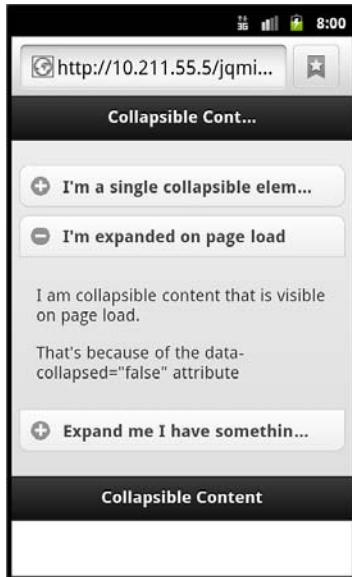 3G 8:00
http://10.211.55.5/jqmi...
Collapsible Cont...
I'm a single collapsible elem...
I'm expanded on page load
I am collapsible content that is visible
on page load.
That's because of the data-
collapsed="false" attribute
Expand me I have somethin...
Collapsible Content